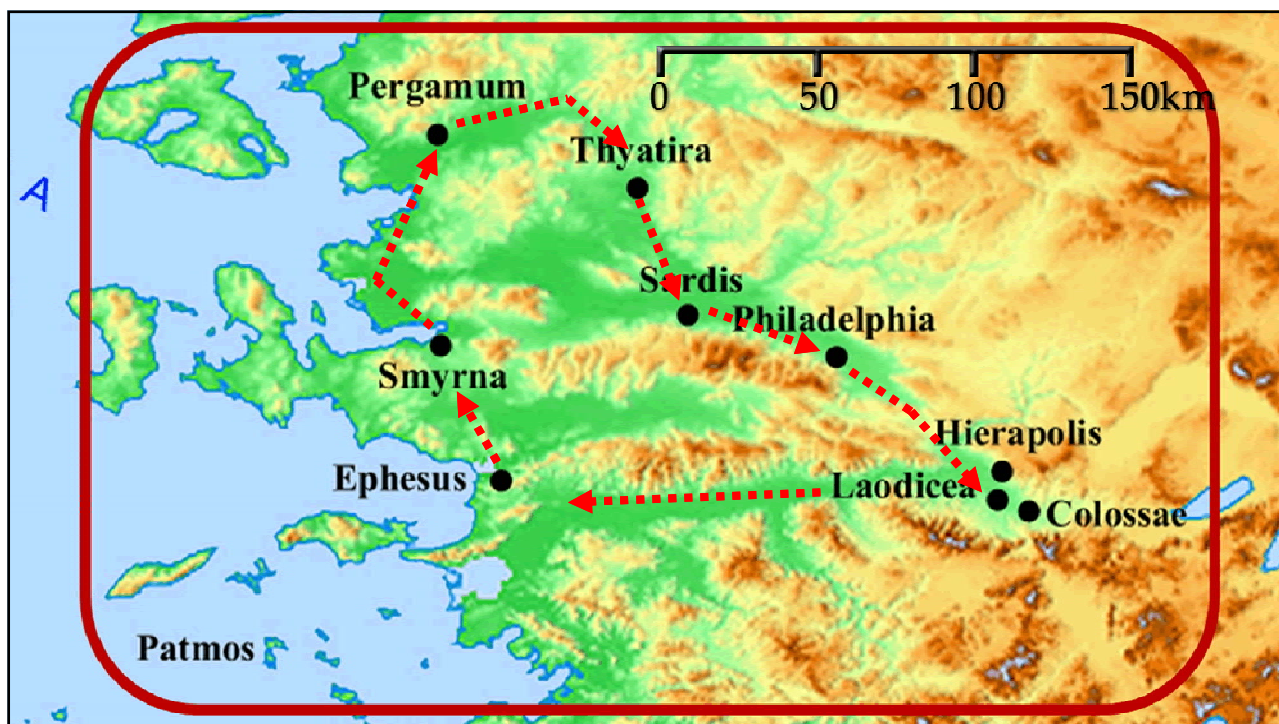 Pergamum
0 50 100 150km
Thyatira
A
Sardis
Philadelphia
Smyrna
Hierapolis
Ephesus
Laodicea
Colossae
Patmos